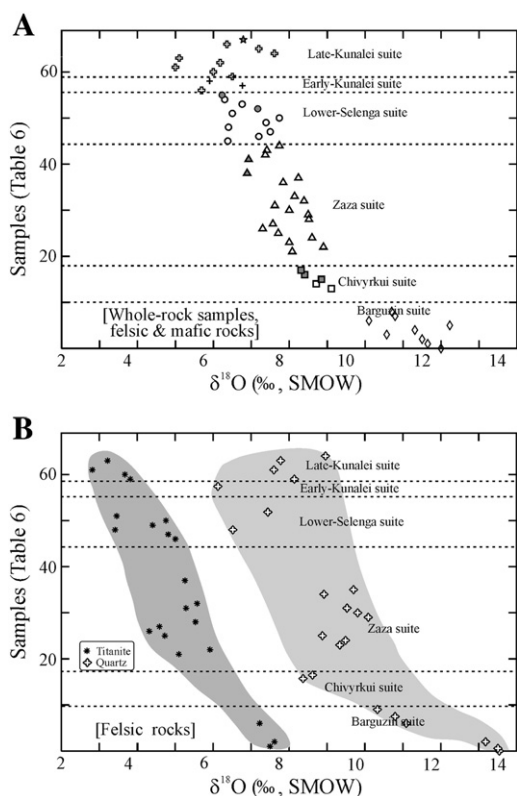 A
Late-Kunalei suite
60
Early-Kunalei suite
Lower-Selenga suite
40
Samples (Table 6)
Zaza suite
20
Chivyrkui suite
Barguzin suite
[Whole-rock samples,
felsic & mafic rocks]
2 4 6 8 10 12 14
δ18O (‰, SMOW)
B
60
Late-Kunalei suite
Early-Kunalei suite
Lower-Selenga suite
40
Samples (Table 6)
Titanite
Quartz
Zaza suite
20
Chivyrkui suite
[Felsic rocks]
Barguzin suite
2 4 6 8 10 12 14
δ18O (‰, SMOW)